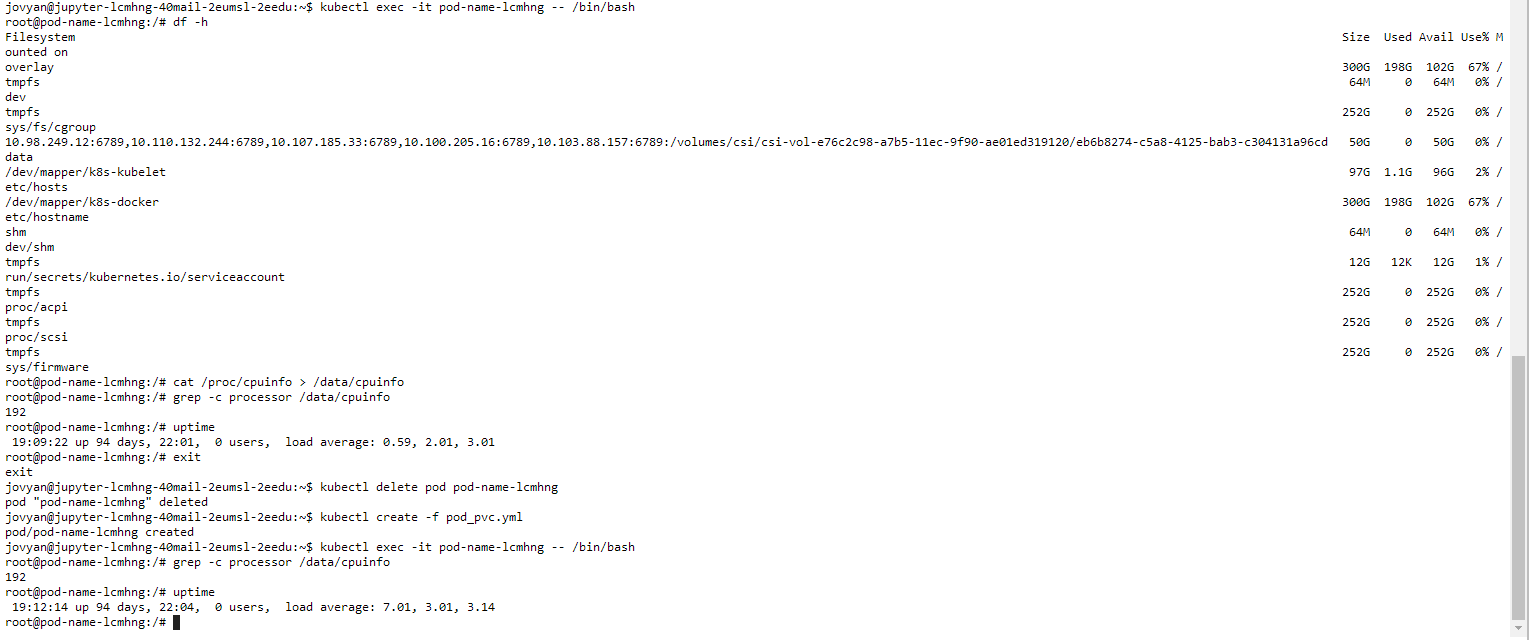 jovyan@jupyter-lcmhng-40mail-2eumsl-2eedu:~$ kubectl exec -it pod-name-lcmhng -- /bin/bash
root@pod-name-lcmhng:/# df -h
Filesystem                                                                                                                                                                                     Size  Used Avail Use% M
ounted on
overlay                                                                                                                                                                                        300G  198G  102G  67% /
tmpfs                                                                                                                                                                                           64M     0   64M   0% /
dev
tmpfs                                                                                                                                                                                          252G     0  252G   0% /
sys/fs/cgroup
10.98.249.12:6789,10.110.132.244:6789,10.107.185.33:6789,10.100.205.16:6789,10.103.88.157:6789:/volumes/csi/csi-vol-e76c2c98-a7b5-11ec-9f90-ae01ed319120/eb6b8274-c5a8-4125-bab3-c304131a96cd   50G     0   50G   0% /
data
/dev/mapper/k8s-kubelet                                                                                                                                                                         97G  1.1G   96G   2% /
etc/hosts
/dev/mapper/k8s-docker                                                                                                                                                                         300G  198G  102G  67% /
etc/hostname
shm                                                                                                                                                                                             64M     0   64M   0% /
dev/shm
tmpfs                                                                                                                                                                                           12G   12K   12G   1% /
run/secrets/kubernetes.io/serviceaccount
tmpfs                                                                                                                                                                                          252G     0  252G   0% /
proc/acpi
tmpfs                                                                                                                                                                                          252G     0  252G   0% /
proc/scsi
tmpfs                                                                                                                                                                                          252G     0  252G   0% /
sys/firmware
root@pod-name-lcmhng:/# cat /proc/cpuinfo > /data/cpuinfo
root@pod-name-lcmhng:/# grep -c processor /data/cpuinfo
192
root@pod-name-lcmhng:/# uptime
 19:09:22 up 94 days, 22:01,  0 users,  load average: 0.59, 2.01, 3.01
root@pod-name-lcmhng:/# exit
exit
jovyan@jupyter-lcmhng-40mail-2eumsl-2eedu:~$ kubectl delete pod pod-name-lcmhng
pod "pod-name-lcmhng" deleted
jovyan@jupyter-lcmhng-40mail-2eumsl-2eedu:~$ kubectl create -f pod_pvc.yml
pod/pod-name-lcmhng created
jovyan@jupyter-lcmhng-40mail-2eumsl-2eedu:~$ kubectl exec -it pod-name-lcmhng -- /bin/bash
root@pod-name-lcmhng:/# grep -c processor /data/cpuinfo
192
root@pod-name-lcmhng:/# uptime
 19:12:14 up 94 days, 22:04,  0 users,  load average: 7.01, 3.01, 3.14
root@pod-name-lcmhng:/#